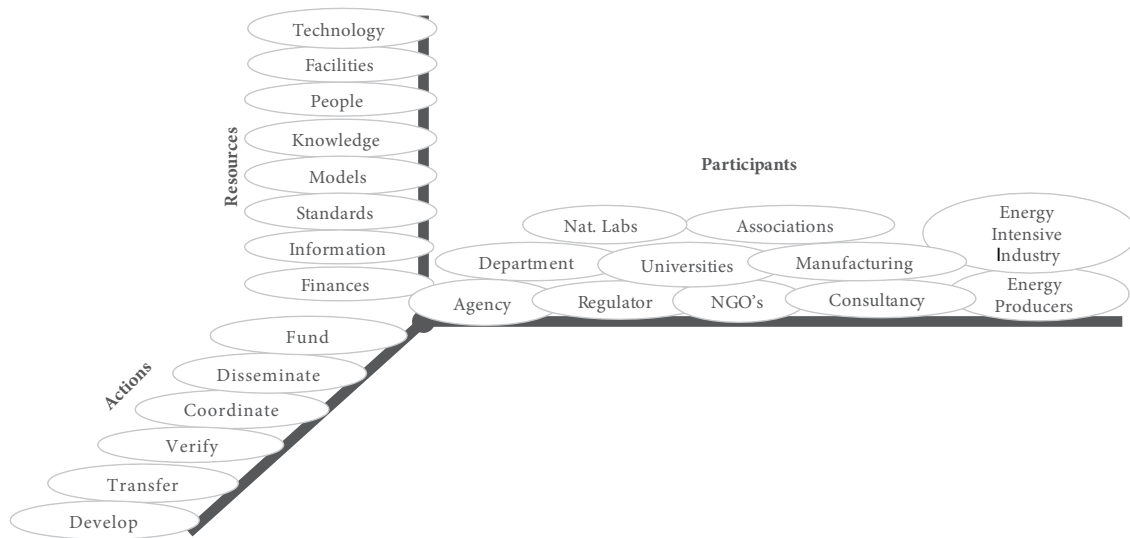 Technology
Facilities
People
Knowledge
Models
Standards
Information
Finances
Resources
Participants
Nat. Labs
Associations
Energy
Intensive
Industry
Department
Universities
Manufacturing
Agency
Regulator
NGO's
Consultancy
Energy
Producers
Actions
Fund
Disseminate
Coordinate
Verify
Transfer
Develop